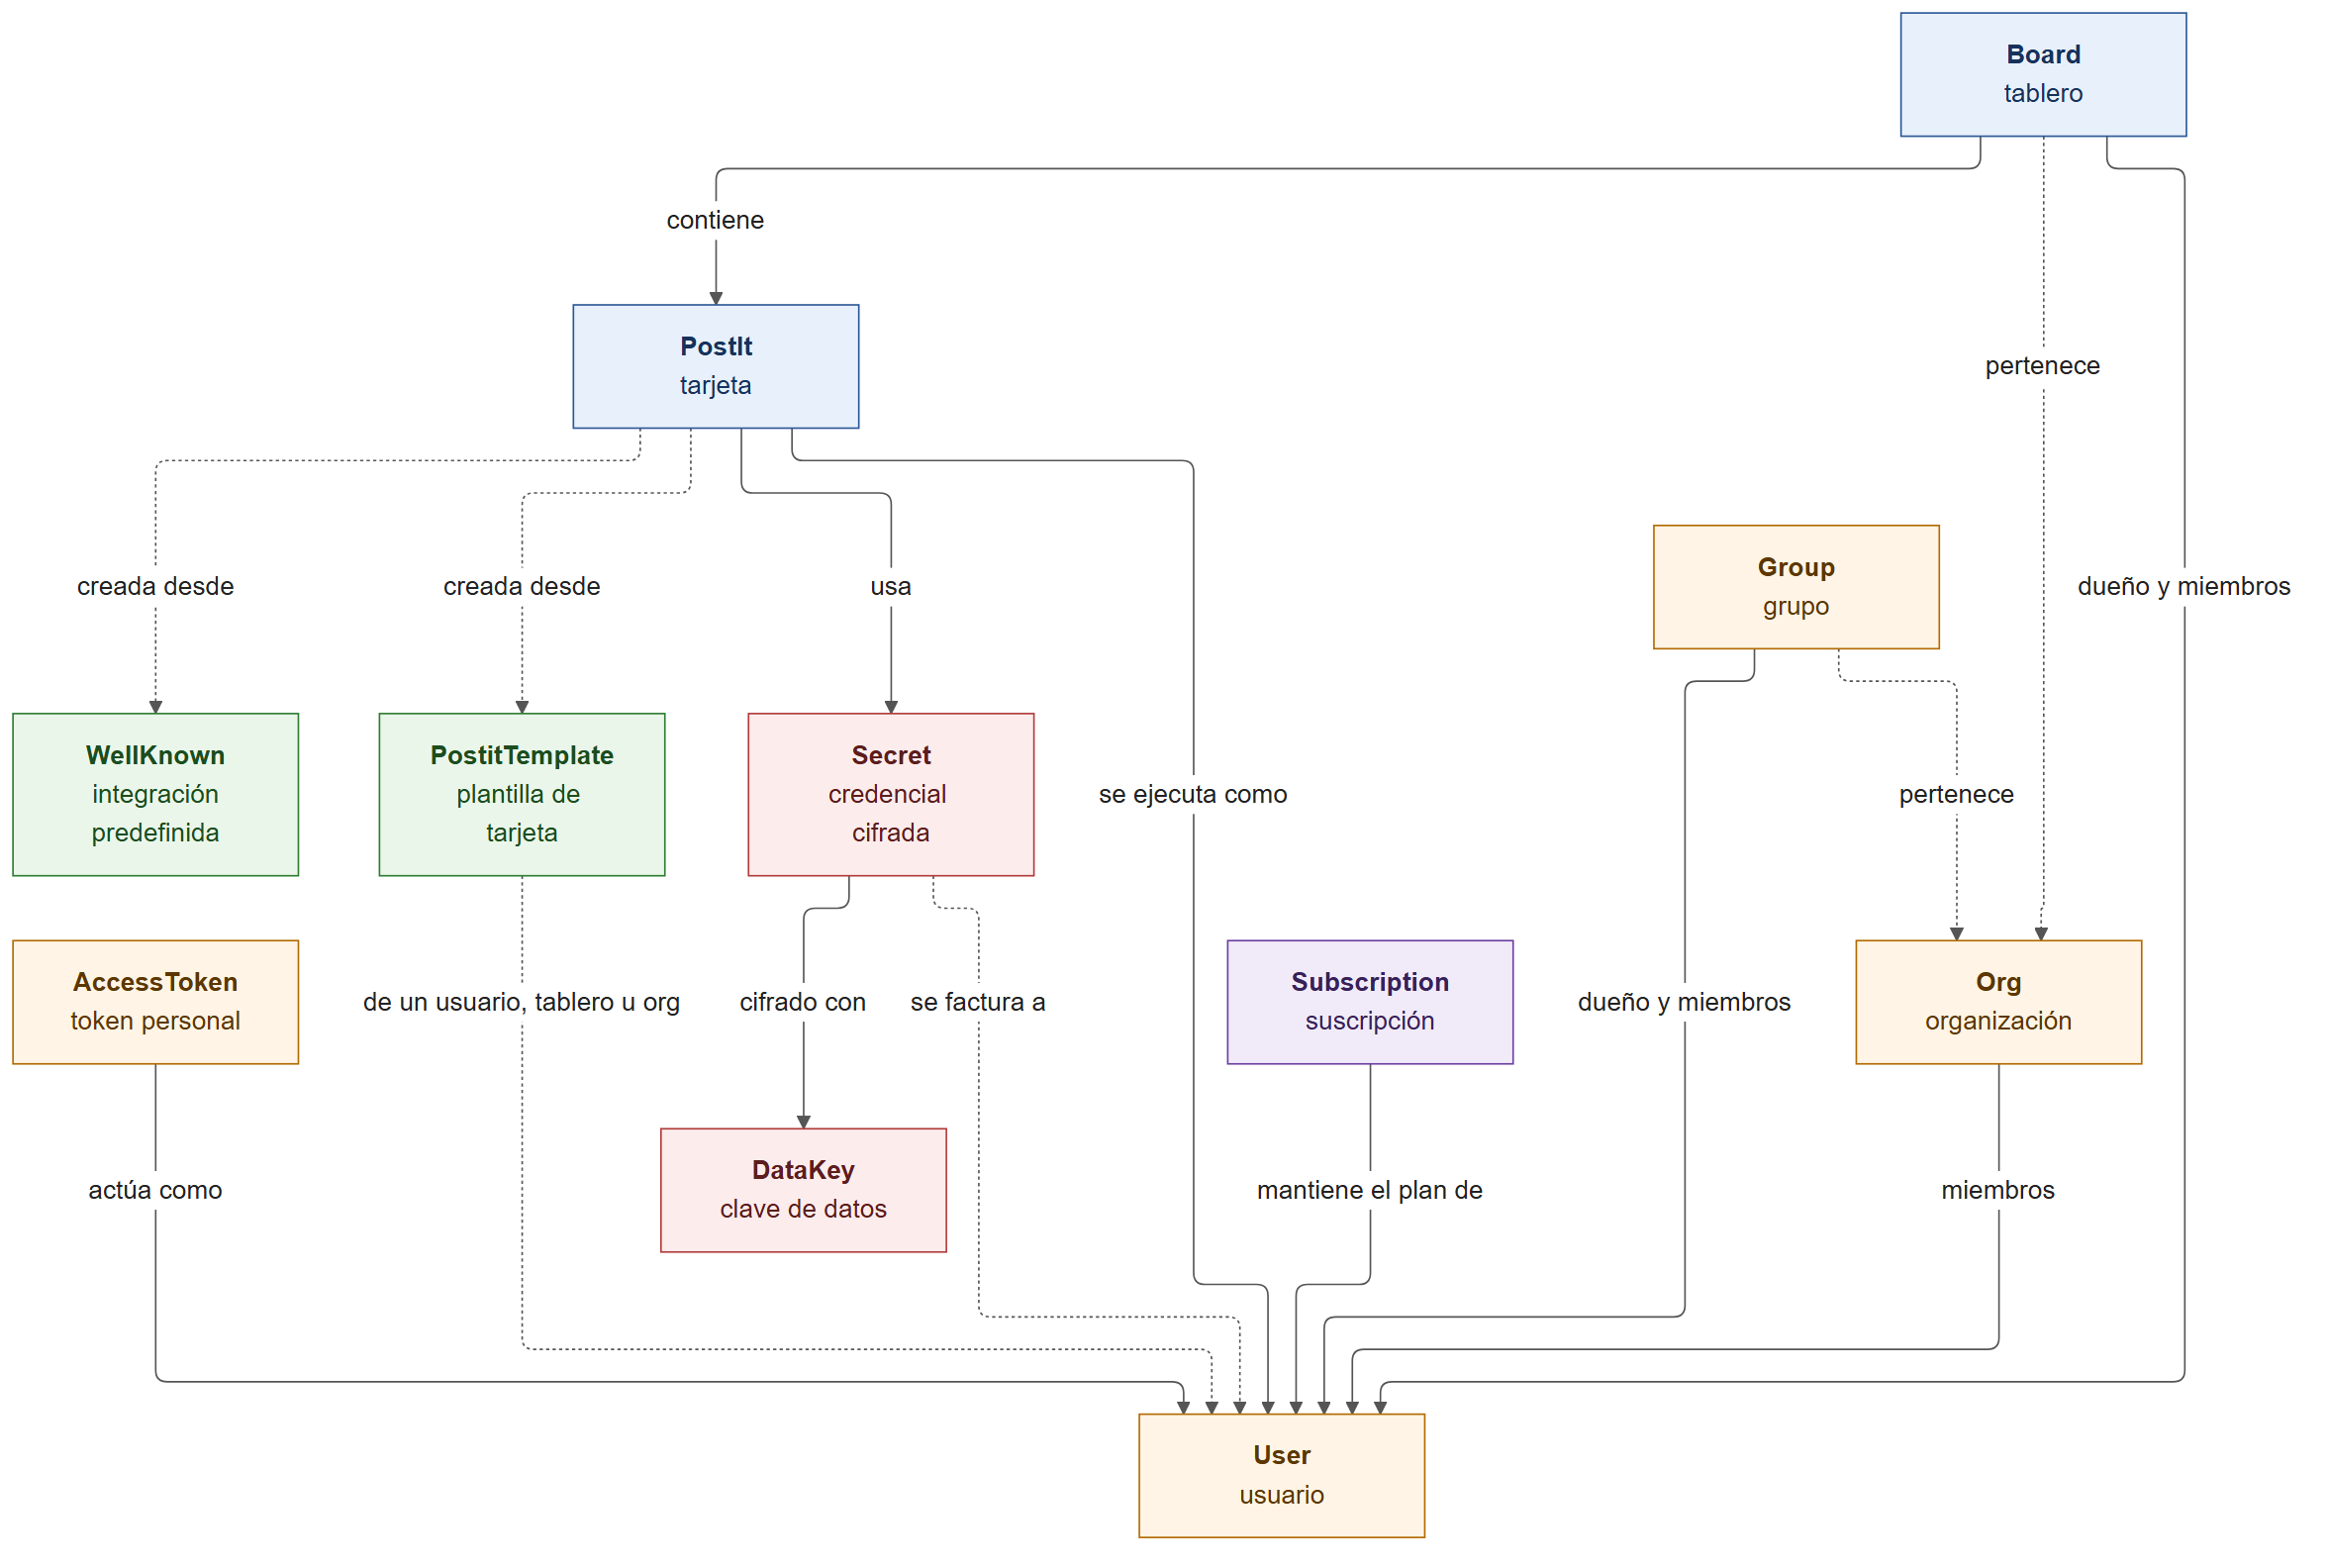 Board
tablero
contiene
PostIt
tarjeta
pertenece
creada desde
creada desde
usa
Group
grupo
dueño y miembros
WellKnown
integración
predefinida
PostitTemplate
plantilla de
tarjeta
Secret
credencial
cifrada
se ejecuta como
pertenece
AccessToken
token personal
de un usuario, tablero u org
cifrado con
se factura a
Subscription
suscripción
dueño y miembros
Org
organización
actúa como
DataKey
clave de datos
mantiene el plan de
miembros
User
usuario